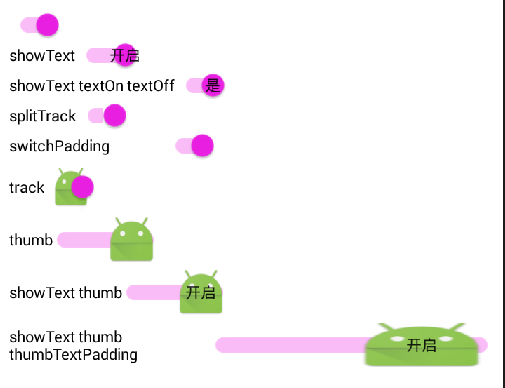 showText 开启
showText textOn textOff 是
splitTrack
switchPadding
track
thumb
showText thumb 开启
showText thumb
thumbTextPadding 开启